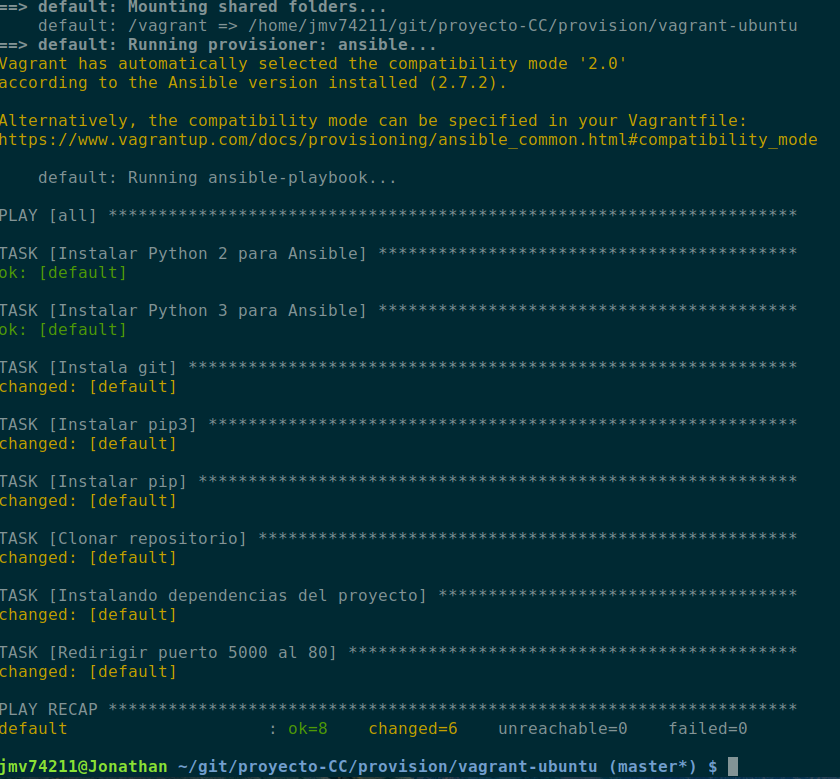 ==> default: Mounting shared folders...
    default: /vagrant => /home/jmv74211/git/proyecto-CC/provision/vagrant-ubuntu
==> default: Running provisioner: ansible...
Vagrant has automatically selected the compatibility mode '2.0'
according to the Ansible version installed (2.7.2).

Alternatively, the compatibility mode can be specified in your Vagrantfile:
https://www.vagrantup.com/docs/provisioning/ansible_common.html#compatibility_mode

    default: Running ansible-playbook...

PLAY [all] *********************************************************************

TASK [Instalar Python 2 para Ansible] ******************************************
ok: [default]

TASK [Instalar Python 3 para Ansible] ******************************************
ok: [default]

TASK [Instala git] *************************************************************
changed: [default]

TASK [Instalar pip3] ***********************************************************
changed: [default]

TASK [Instalar pip] ************************************************************
changed: [default]

TASK [Clonar repositorio] ******************************************************
changed: [default]

TASK [Instalando dependencias del proyecto] ************************************
changed: [default]

TASK [Redirigir puerto 5000 al 80] *********************************************
changed: [default]

PLAY RECAP *********************************************************************
default                    : ok=8    changed=6    unreachable=0    failed=0

jmv74211@Jonathan ~/git/proyecto-CC/provision/vagrant-ubuntu (master*) $